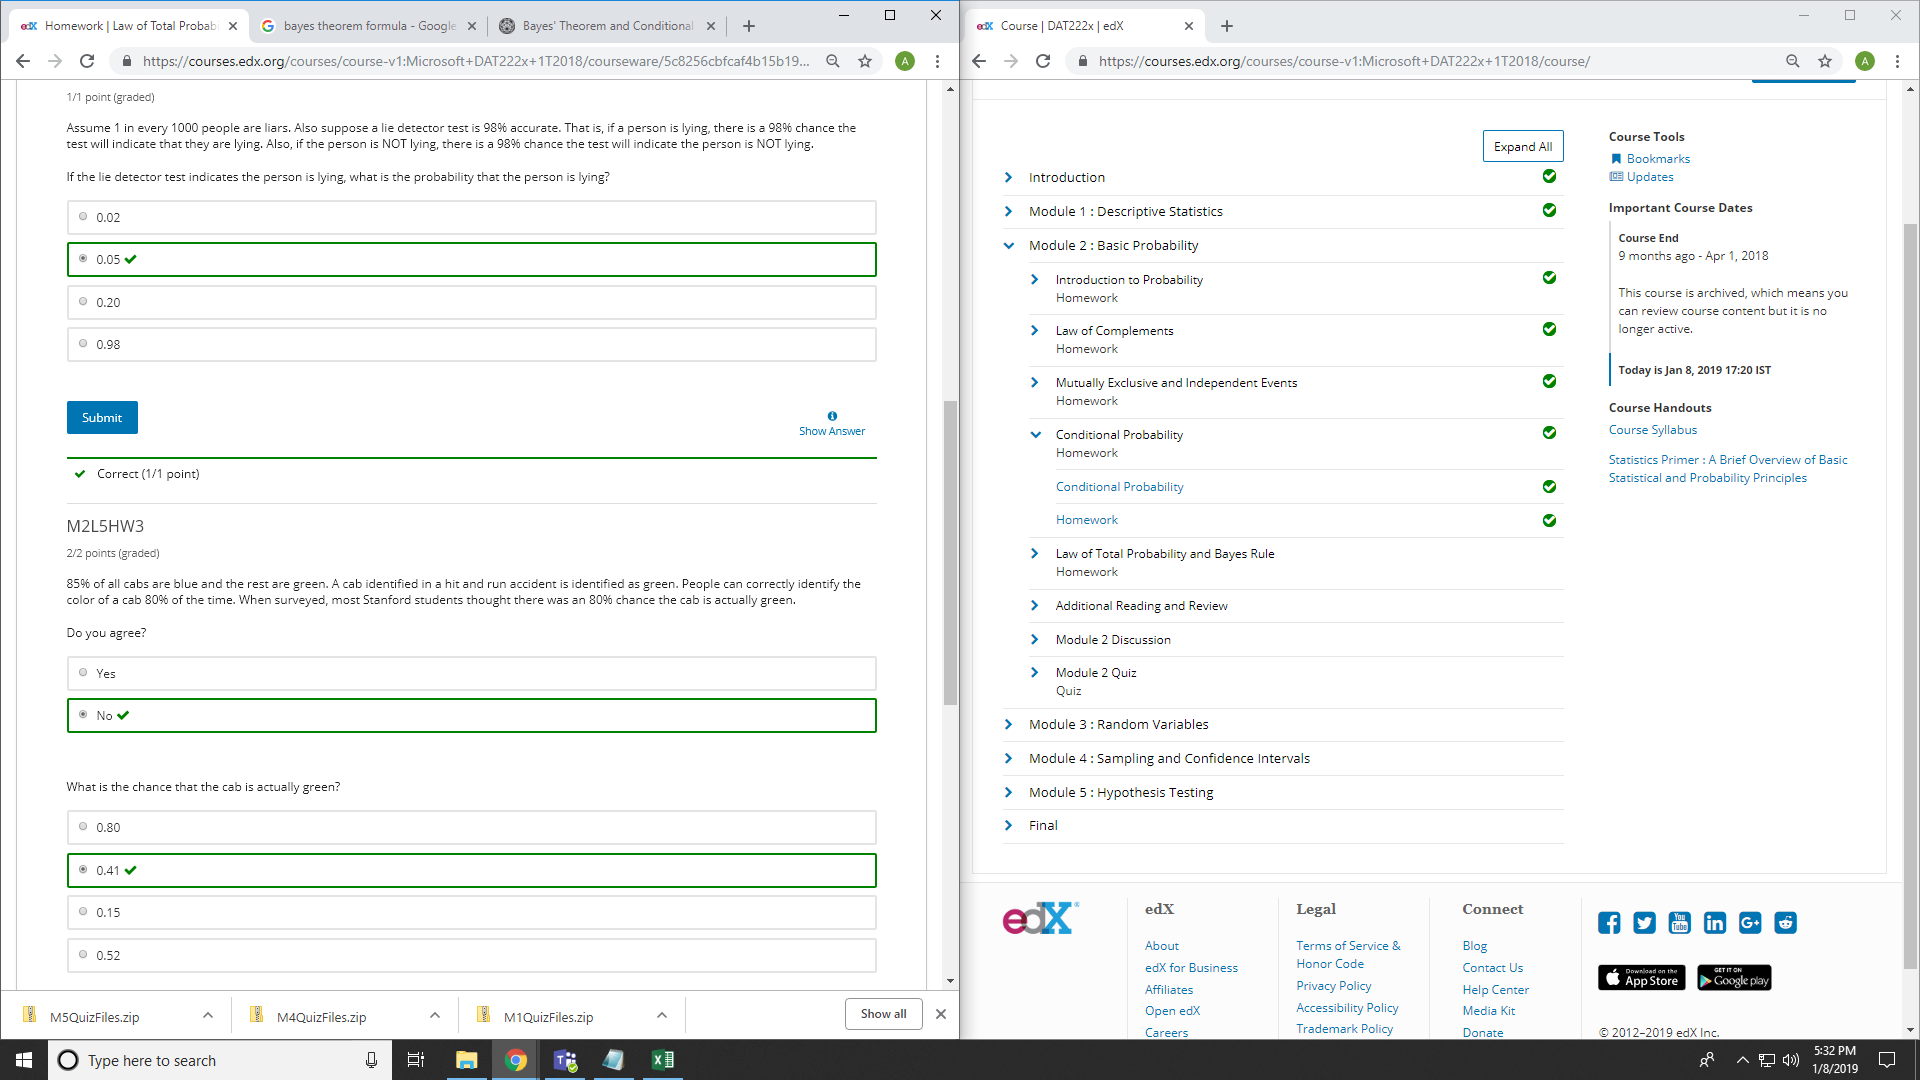 Homework | Law of Total Probab
bayes theorem formula - Google
Bayes' Theorem and Conditional
https://courses.edx.org/courses/course-v1:Microsoft+DAT222x+1T2018/courseware/5c8256cbfcaf4b15b19...
A
1/1 point (graded)
Assume 1 in every 1000 people are liars. Also suppose a lie detector test is 98% accurate. That is, if a person is lying, there is a 98% chance the
test will indicate that they are lying. Also, if the person is NOT lying, there is a 98% chance the test will indicate the person is NOT lying.
If the lie detector test indicates the person is lying, what is the probability that the person is lying?
0.02
0.05
0.20
0.98
Submit
Show Answer
Correct (1/1 point)
M2L5HW3
2/2 points (graded)
85% of all cabs are blue and the rest are green. A cab identified in a hit and run accident is identified as green. People can correctly identify the
color of a cab 80% of the time. When surveyed, most Stanford students thought there was an 80% chance the cab is actually green.
Do you agree?
Yes
No
What is the chance that the cab is actually green?
0.80
0.41
0.15
0.52
M5QuizFiles.zip
M4QuizFiles.zip
M1QuizFiles.zip
Show all
Course | DAT222x | edX
https://courses.edx.org/courses/course-v1:Microsoft+DAT222x+1T2018/course/
A
Expand All
Introduction
Module 1 : Descriptive Statistics
Module 2 : Basic Probability
Introduction to Probability
Homework
Law of Complements
Homework
Mutually Exclusive and Independent Events
Homework
Conditional Probability
Homework
Conditional Probability
Homework
Law of Total Probability and Bayes Rule
Homework
Additional Reading and Review
Module 2 Discussion
Module 2 Quiz
Quiz
Module 3 : Random Variables
Module 4 : Sampling and Confidence Intervals
Module 5 : Hypothesis Testing
Final
Course Tools
Bookmarks
Updates
Important Course Dates
Course End
9 months ago - Apr 1, 2018
This course is archived, which means you
can review course content but it is no
longer active.
Today is Jan 8, 2019 17:20 IST
Course Handouts
Course Syllabus
Statistics Primer : A Brief Overview of Basic
Statistical and Probability Principles
edX
edX
About
edX for Business
Affiliates
Open edX
Careers
Legal
Terms of Service &
Honor Code
Privacy Policy
Accessibility Policy
Trademark Policy
Connect
Blog
Contact Us
Help Center
Media Kit
Donate
You
Tube
Download on the
App Store
GET IT ON
Google play
© 2012–2019 edX Inc.
Type here to search
5:32 PM
1/8/2019